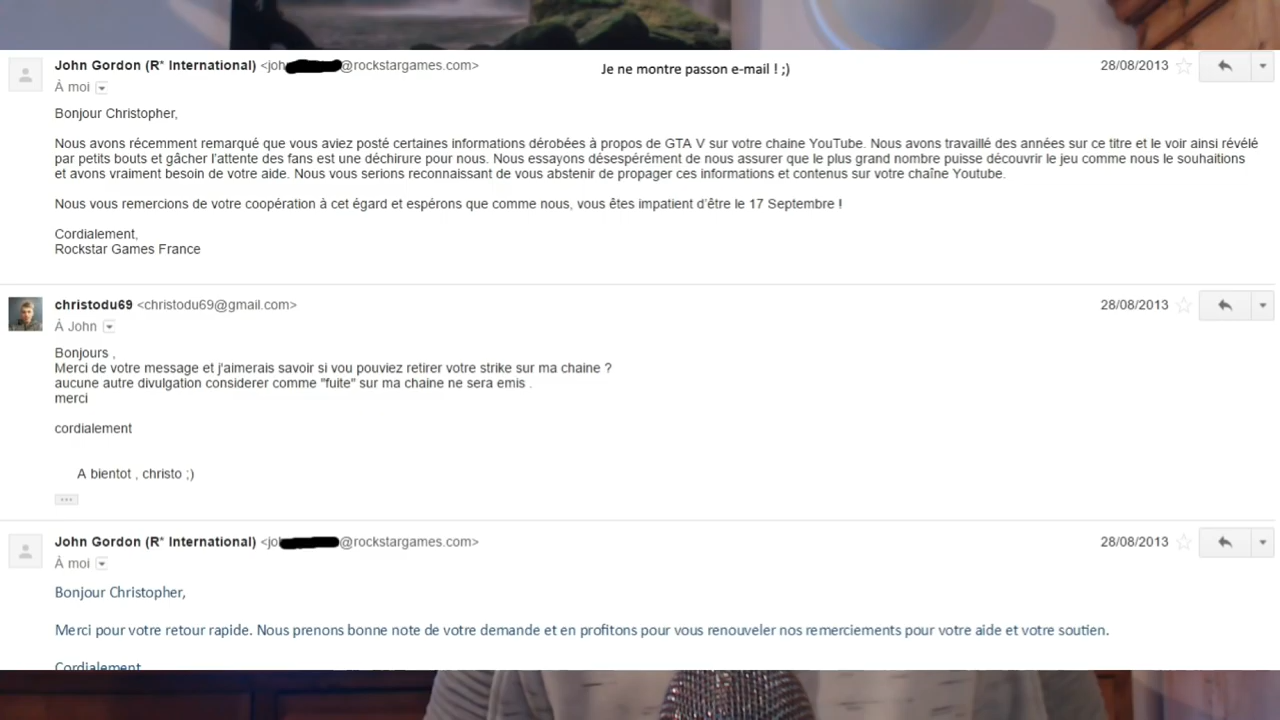 John Gordon (R* International) <joh @rockstargames.com>
Je ne montre passon e-mail ! ;)
28/08/2013
À moi
Bonjour Christopher,
Nous avons récemment remarqué que vous aviez posté certaines informations dérobées à propos de GTA V sur votre chaine YouTube. Nous avons travaillé des années sur ce titre et le voir ainsi révélé
par petits bouts et gâcher l'attente des fans est une déchirure pour nous. Nous essayons désespérément de nous assurer que le plus grand nombre puisse découvrir le jeu comme nous le souhaitions
et avons vraiment besoin de votre aide. Nous vous serions reconnaissant de vous abstenir de propager ces informations et contenus sur votre chaîne Youtube.
Nous vous remercions de votre coopération à cet égard et espérons que comme nous, vous êtes impatient d'être le 17 Septembre !
Cordialement,
Rockstar Games France
christodu69 <christodu69@gmail.com>
28/08/2013
À John
Bonjours ,
Merci de votre message et j'aimerais savoir si vou pouviez retirer votre strike sur ma chaine ?
aucune autre divulgation considerer comme "fuite" sur ma chaine ne sera emis .
merci
cordialement
A bientot , christo ;)
John Gordon (R* International) <jo @rockstargames.com>
28/08/2013
À moi
Bonjour Christopher,
Merci pour votre retour rapide. Nous prenons bonne note de votre demande et en profitons pour vous renouveler nos remerciements pour votre aide et votre soutien.
Cordialement